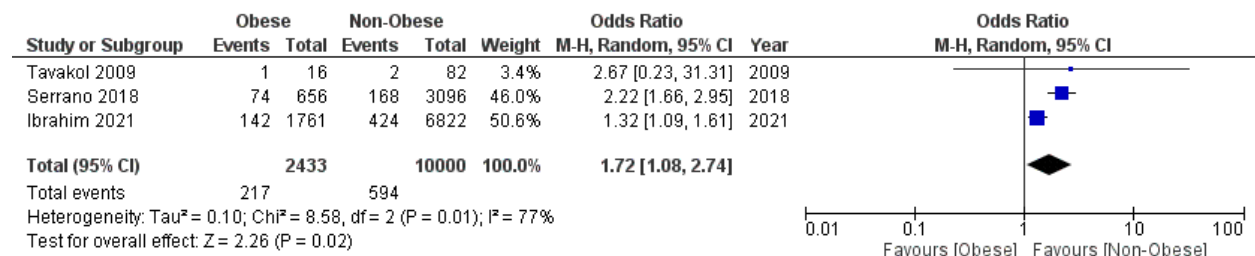 Obese Non-Obese Odds Ratio Odds Ratio
Study or Subgroup Events Total Events Total Weight M-H, Random, 95% CI Year M-H, Random, 95% CI
Tavakol 2009 1 16 2 82 3.4% 2.67 [0.23, 31.31] 2009
Serrano 2018 74 656 168 3096 46.0% 2.22 [1.66, 2.95] 2018
Ibrahim 2021 142 1761 424 6822 50.6% 1.32 [1.09, 1.61] 2021
Total (95% CI) 2433 10000 100.0% 1.72 [1.08, 2.74]
Total events 217 594
Heterogeneity: Tau² = 0.10; Chi² = 8.58, df = 2 (P = 0.01); I² = 77%
Test for overall effect: Z = 2.26 (P = 0.02)
0.01 0.1 1 10 100
Favours [Obese] Favours [Non-Obese]